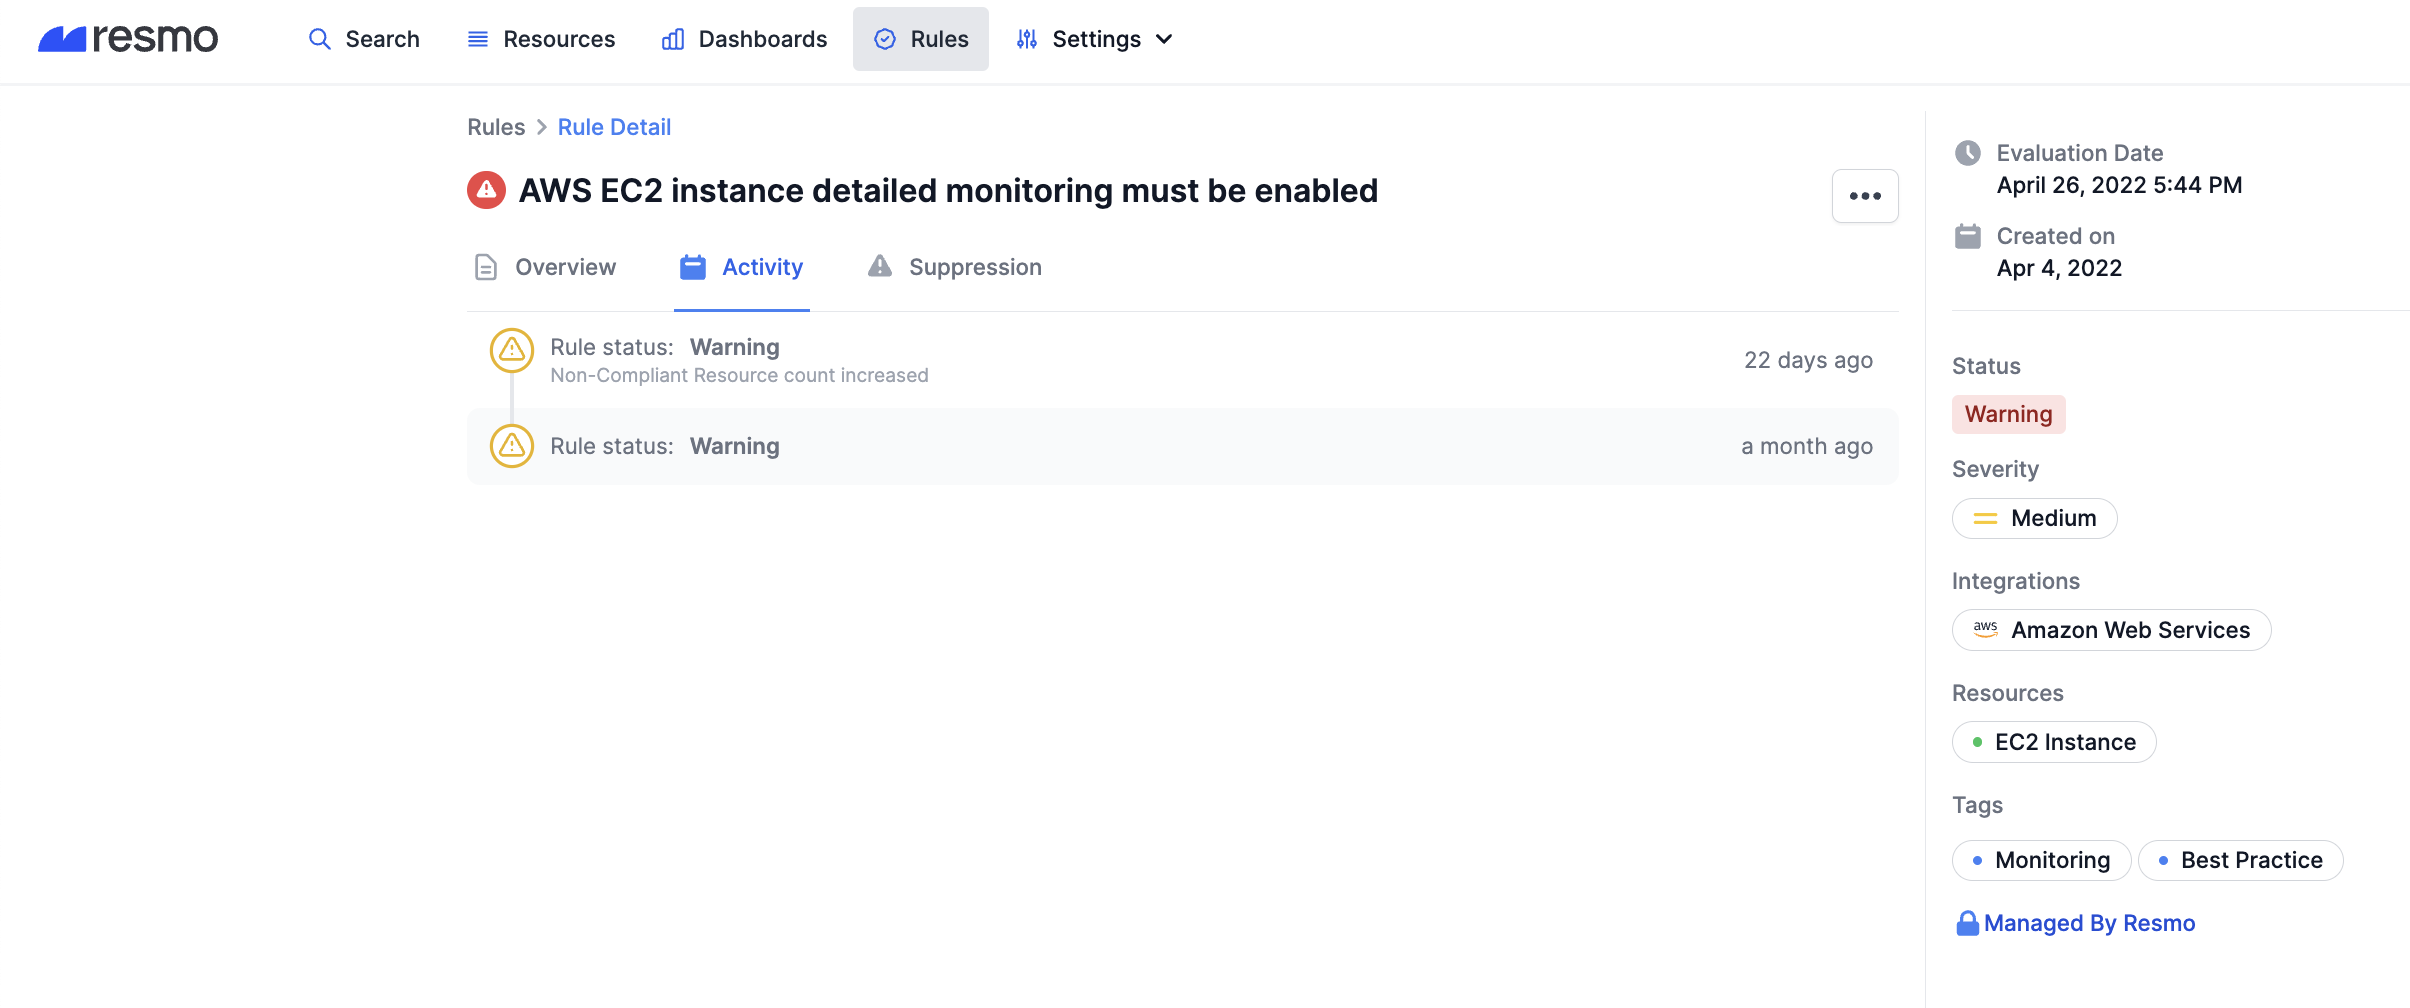 resmo
Search
Resources
Dashboards
Rules
Settings
Rules
Rule Detail
AWS EC2 instance detailed monitoring must be enabled
Overview
Activity
Suppression
Rule status: Warning
Non-Compliant Resource count increased
22 days ago
Rule status: Warning
a month ago
Evaluation Date
April 26, 2022 5:44 PM
Created on
Apr 4, 2022
Status
Warning
Severity
Medium
Integrations
aws Amazon Web Services
Resources
EC2 Instance
Tags
Monitoring
Best Practice
Managed By Resmo